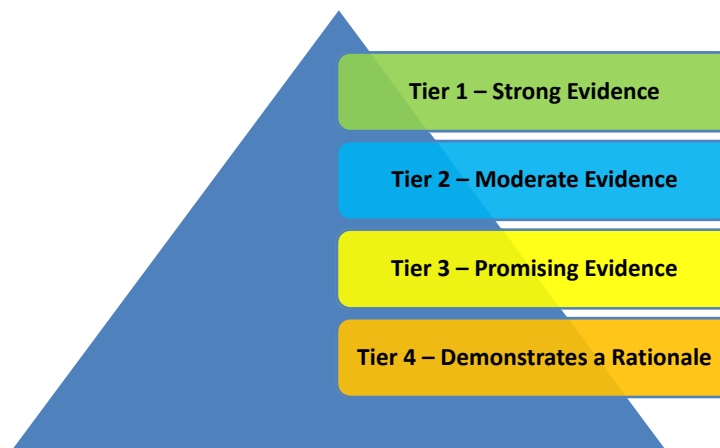 Tier 1 – Strong Evidence
Tier 2 – Moderate Evidence
Tier 3 – Promising Evidence
Tier 4 – Demonstrates a Rationale